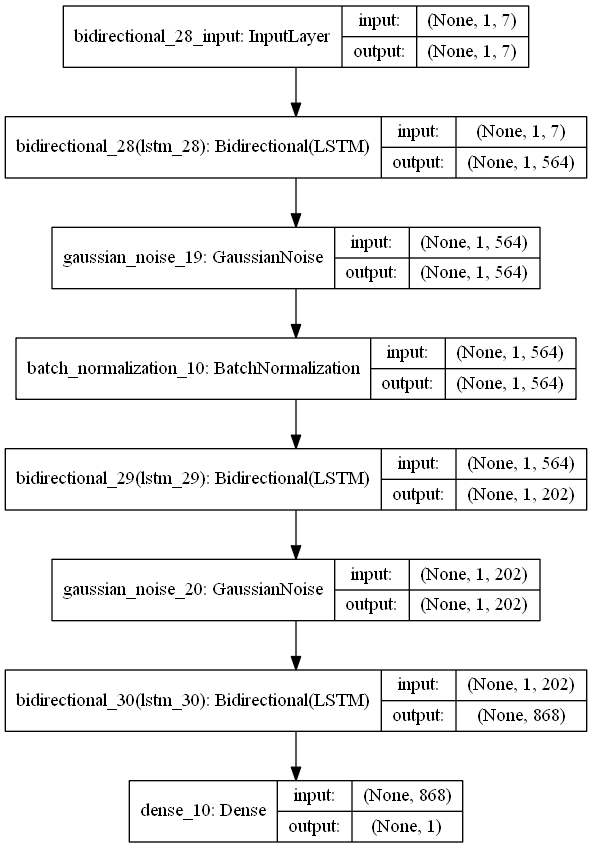 bidirectional_28_input: InputLayer
input: (None, 1, 7)
output: (None, 1, 7)
bidirectional_28(lstm_28): Bidirectional(LSTM)
input: (None, 1, 7)
output: (None, 1, 564)
gaussian_noise_19: GaussianNoise
input: (None, 1, 564)
output: (None, 1, 564)
batch_normalization_10: BatchNormalization
input: (None, 1, 564)
output: (None, 1, 564)
bidirectional_29(lstm_29): Bidirectional(LSTM)
input: (None, 1, 564)
output: (None, 1, 202)
gaussian_noise_20: GaussianNoise
input: (None, 1, 202)
output: (None, 1, 202)
bidirectional_30(lstm_30): Bidirectional(LSTM)
input: (None, 1, 202)
output: (None, 868)
dense_10: Dense
input: (None, 868)
output: (None, 1)